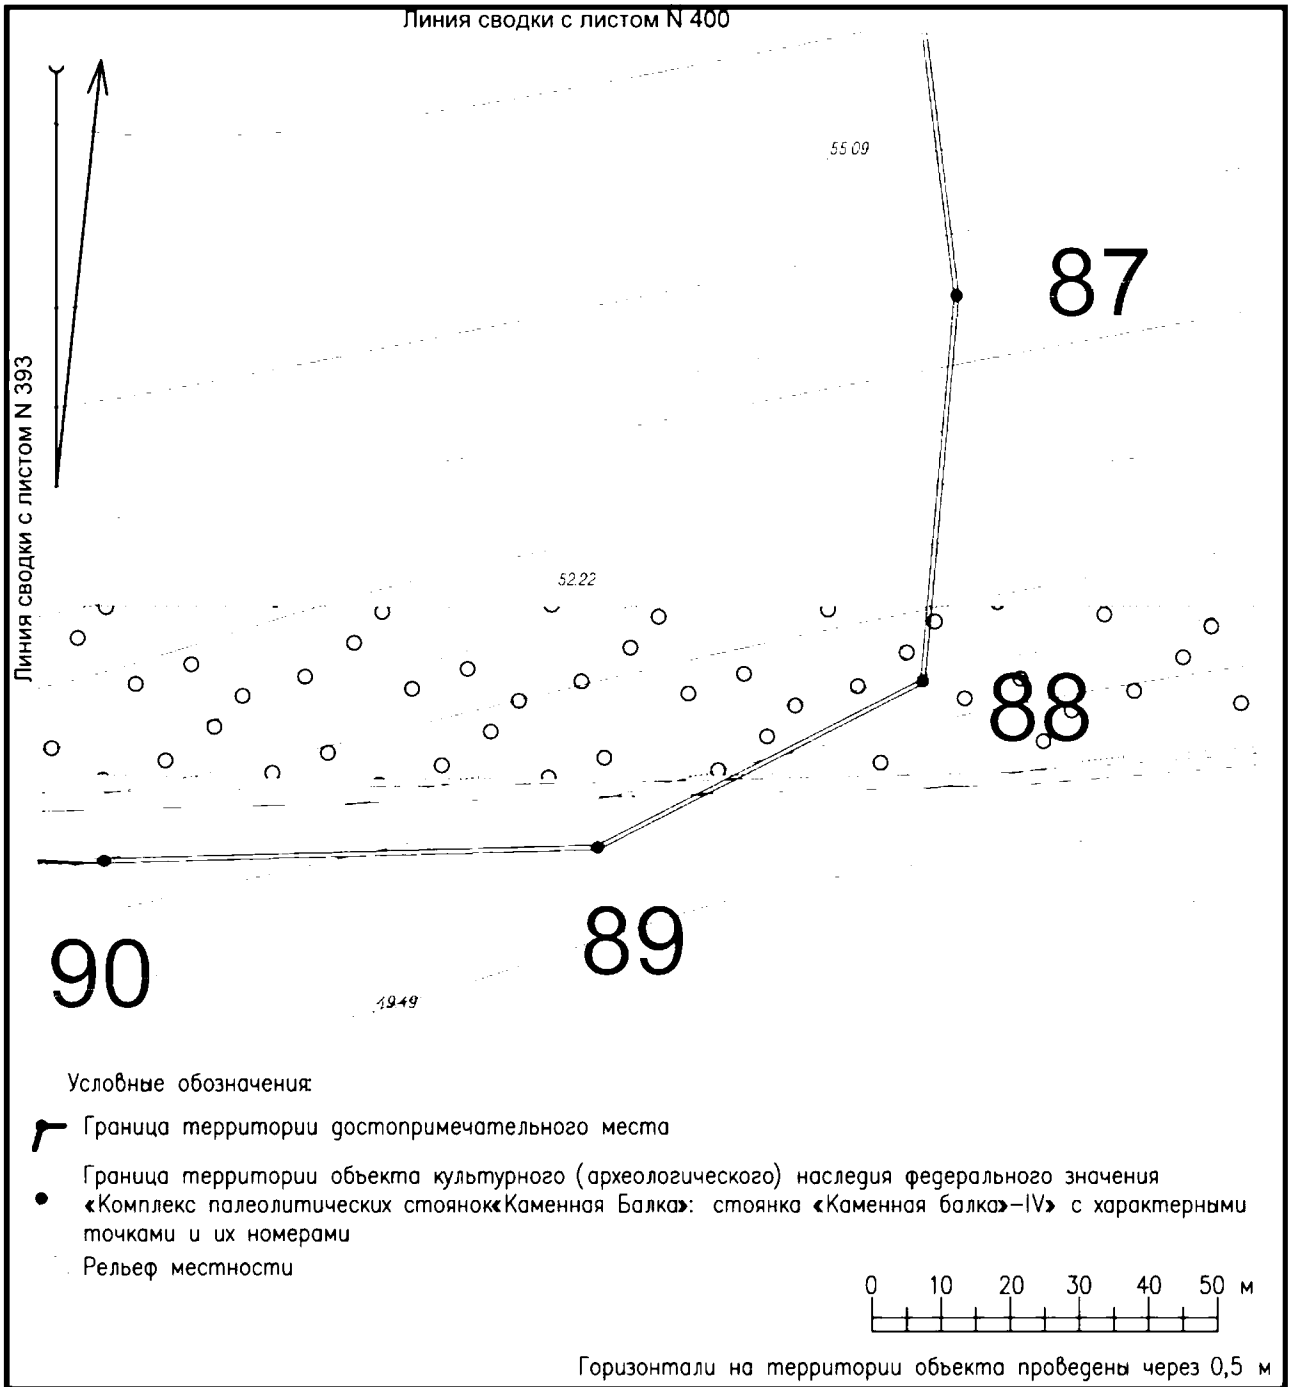 Линия сводки с листом N 400
55 09
87
Линия сводки с листом N 393
52.22
88
89
90
4949
Условные обозначения:
Граница территории достопримечательного места
Граница территории объекта культурного (археологического) наследия федерального значения
«Комплекс палеолитических стоянок«Каменная Балка»: стоянка «Каменная балка»-IV» с характерными
точками и их номерами
Рельеф местности
0 10 20 30 40 50 м
Горизонтали на территории объекта проведены через 0,5 м